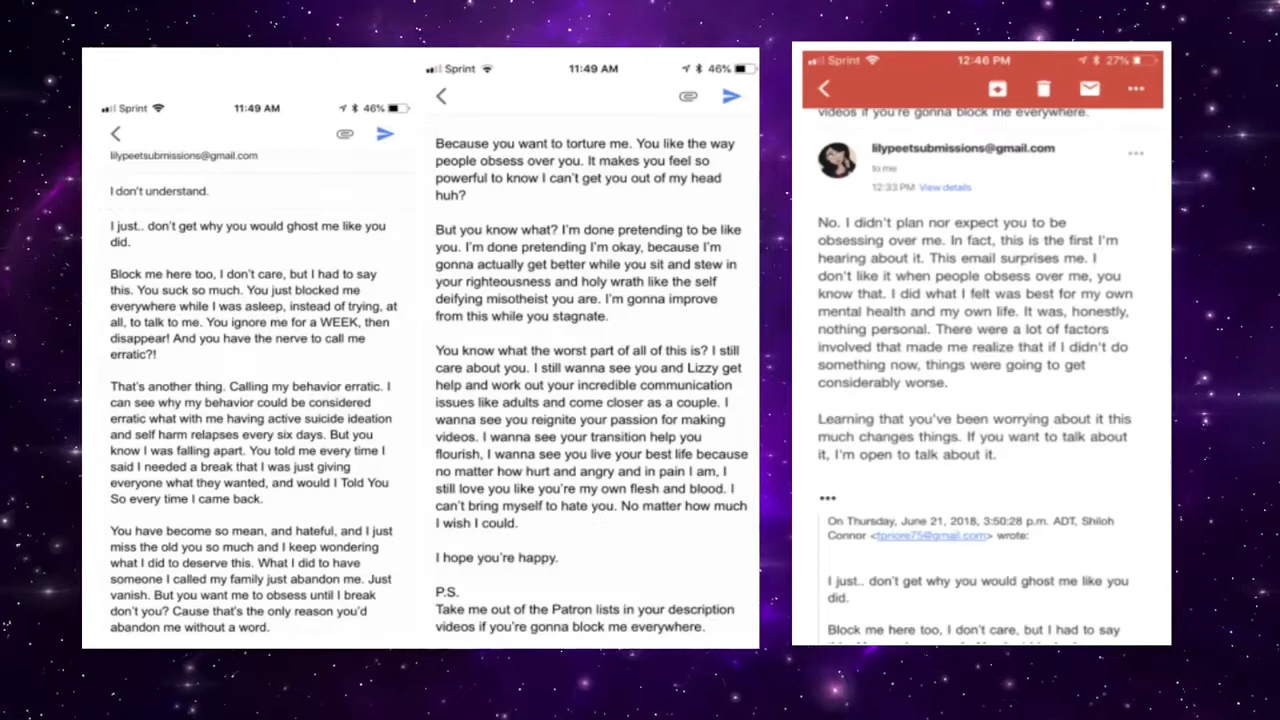 Sprint 11:49 AM 46%
lilypeetsubmissions@gmail.com
I don't understand.
I just.. don't get why you would ghost me like you
did.
Block me here too, I don't care, but I had to say
this. You suck so much. You just blocked me
everywhere while I was asleep, instead of trying, at
all, to talk to me. You ignore me for a WEEK, then
disappear! And you have the nerve to call me
erratic?!
That's another thing. Calling my behavior erratic. I
can see why my behavior could be considered
erratic what with me having active suicide ideation
and self harm relapses every six days. But you
know I was falling apart. You told me every time I
said I needed a break that I was just giving
everyone what they wanted, and would I Told You
So every time I came back.
You have become so mean, and hateful, and I just
miss the old you so much and I keep wondering
what I did to deserve this. What I did to have
someone I called my family just abandon me. Just
vanish. But you want me to obsess until I break
don't you? Cause that's the only reason you'd
abandon me without a word.
Sprint 11:49 AM 46%
Because you want to torture me. You like the way
people obsess over you. It makes you feel so
powerful to know I can't get you out of my head
huh?
But you know what? I'm done pretending to be like
you. I'm done pretending I'm okay, because I'm
gonna actually get better while you sit and stew in
your righteousness and holy wrath like the self
deifying misotheist you are. I'm gonna improve
from this while you stagnate.
You know what the worst part of all of this is? I still
care about you. I still wanna see you and Lizzy get
help and work out your incredible communication
issues like adults and come closer as a couple. I
wanna see you reignite your passion for making
videos. I wanna see your transition help you
flourish, I wanna see you live your best life because
no matter how hurt and angry and in pain I am, I
still love you like you're my own flesh and blood. I
can't bring myself to hate you. No matter how much
I wish I could.
I hope you're happy.
P.S.
Take me out of the Patron lists in your description
videos if you're gonna block me everywhere.
Sprint 12:46 PM 27%
videos if you're gonna block me everywhere.
lilypeetsubmissions@gmail.com
to me
12:33 PM View details
No. I didn't plan nor expect you to be
obsessing over me. In fact, this is the first I'm
hearing about it. This email surprises me. I
don't like it when people obsess over me, you
know that. I did what I felt was best for my own
mental health and my own life. It was, honestly,
nothing personal. There were a lot of factors
involved that made me realize that if I didn't do
something now, things were going to get
considerably worse.
Learning that you've been worrying about it this
much changes things. If you want to talk about
it, I'm open to talk about it.
On Thursday, June 21, 2018, 3:50:28 p.m. ADT, Shiloh
Connor <tpriore75@gmail.com> wrote:
I just.. don't get why you would ghost me like you
did.
Block me here too, I don't care, but I had to say